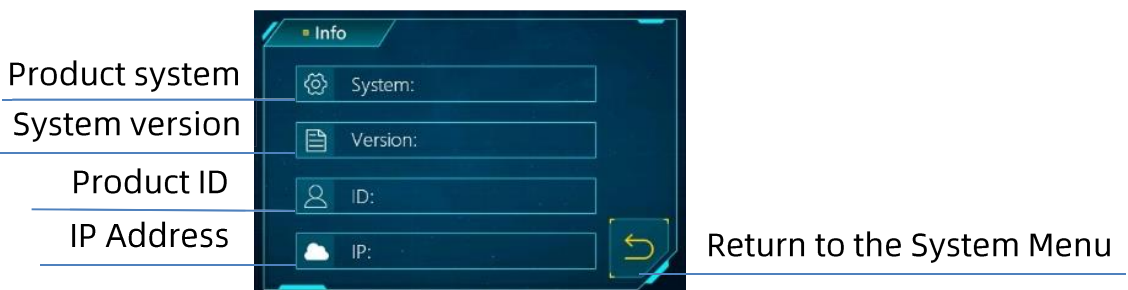 Info
Product system
System:
System version
Version:
Product ID
ID:
IP Address
IP:
Return to the System Menu